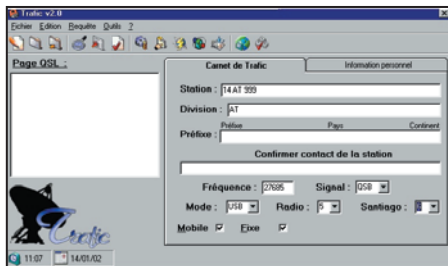 Trafic v2.0
Fichier Edition Requête Outils ?
Page QSL :
Carnet de Trafic
Information personnel
Station : 14 AT 999
Division : AT
Préfixe Pays Continent
Préfixe :
Confirmer contact de la station
Fréquence : 27685 Signal : QSB
Mode : USB Radio : 5 Santiago :
Mobile Fixe
Trafic
11:07 14/01/02